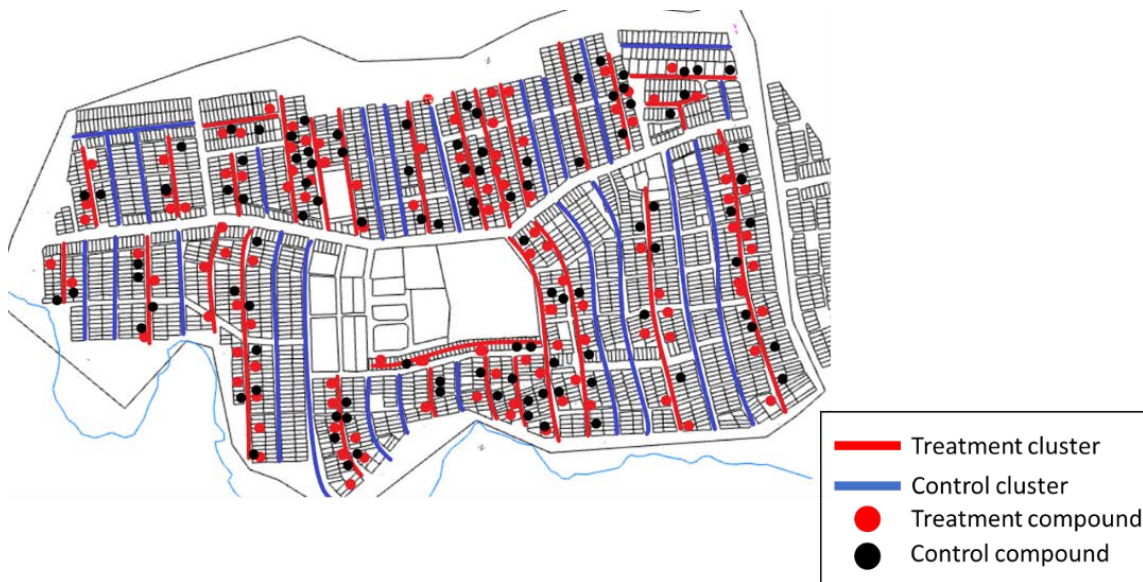 Treatment cluster
Control cluster
Treatment compound
Control compound